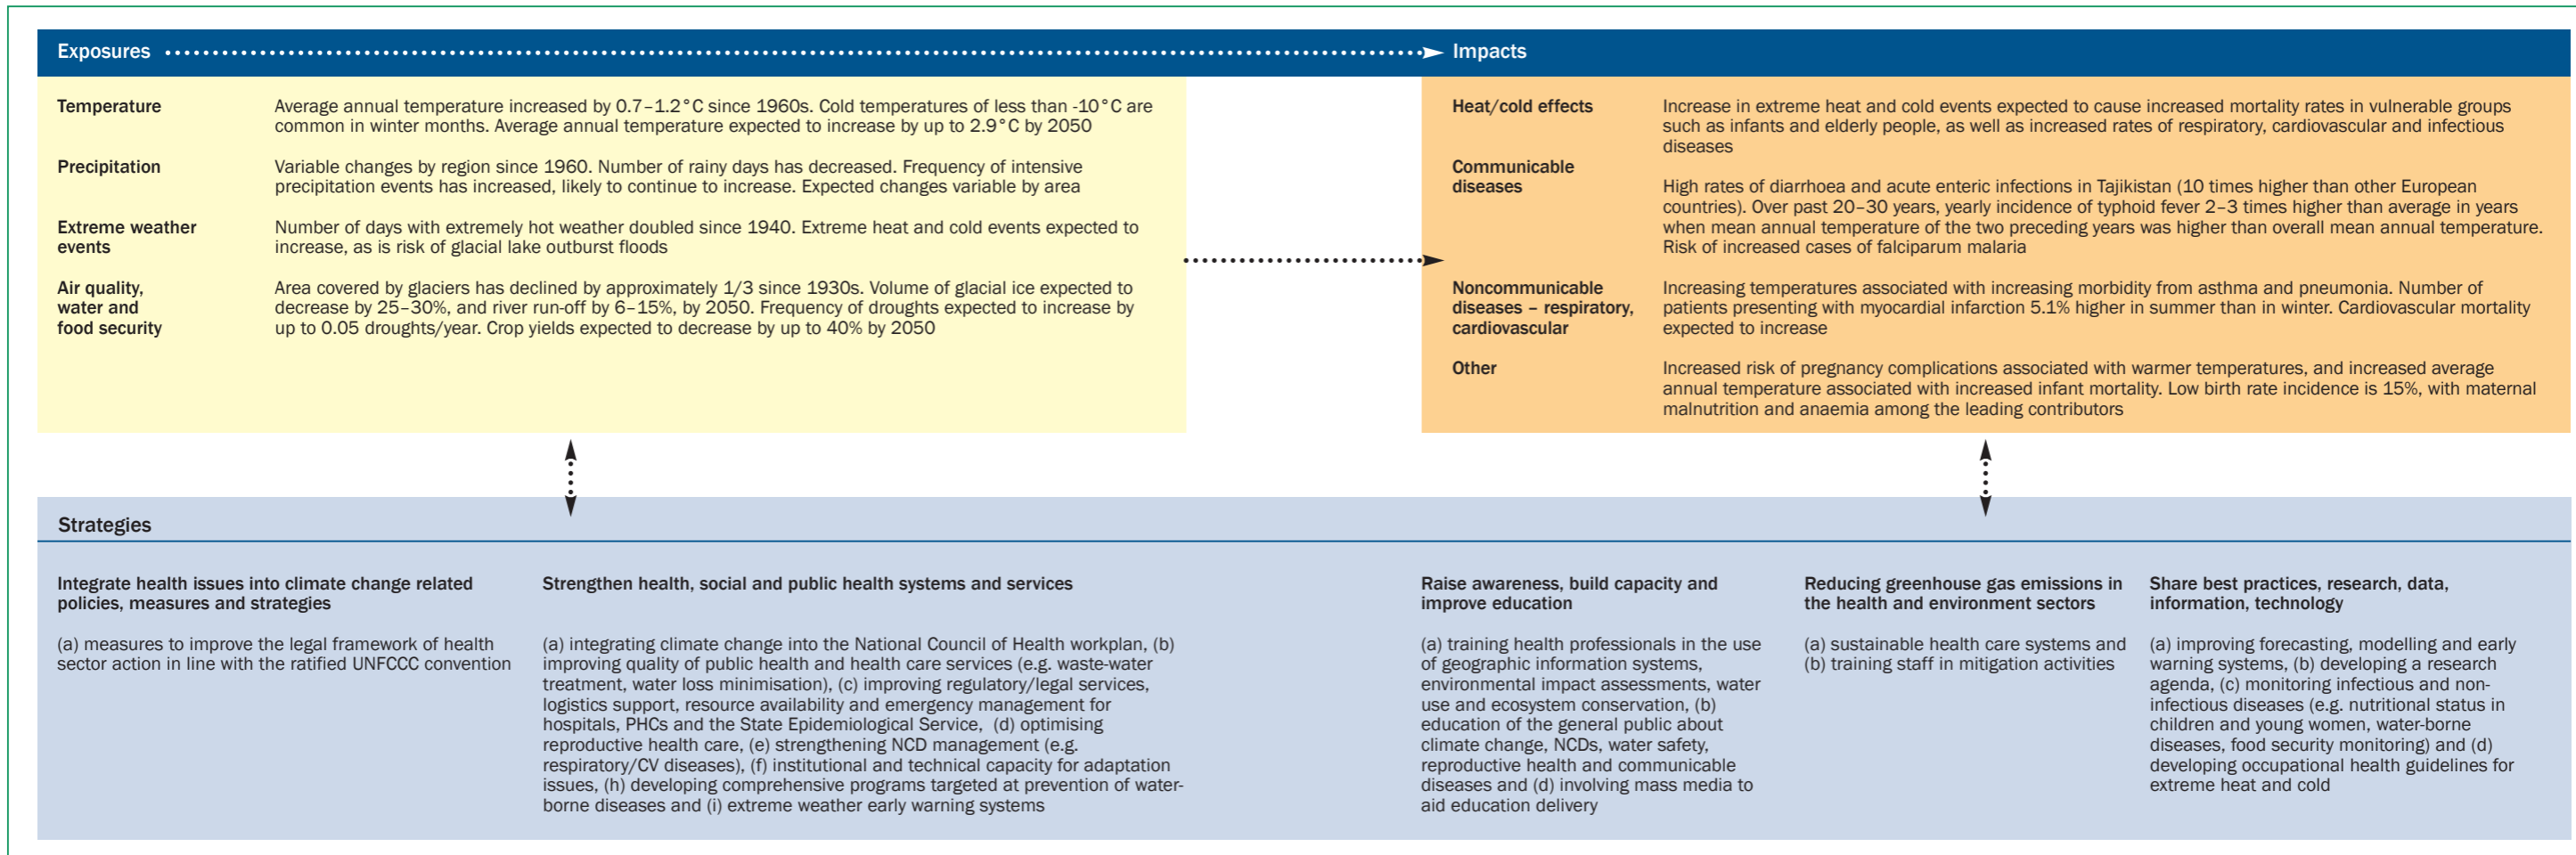 Exposures
Impacts
Temperature
Average annual temperature increased by 0.7–1.2°C since 1960s. Cold temperatures of less than -10°C are
common in winter months. Average annual temperature expected to increase by up to 2.9°C by 2050
Precipitation
Variable changes by region since 1960. Number of rainy days has decreased. Frequency of intensive
precipitation events has increased, likely to continue to increase. Expected changes variable by area
Extreme weather
events
Number of days with extremely hot weather doubled since 1940. Extreme heat and cold events expected to
increase, as is risk of glacial lake outburst floods
Air quality,
water and
food security
Area covered by glaciers has declined by approximately 1/3 since 1930s. Volume of glacial ice expected to
decrease by 25–30%, and river run-off by 6–15%, by 2050. Frequency of droughts expected to increase by
up to 0.05 droughts/year. Crop yields expected to decrease by up to 40% by 2050
Heat/cold effects
Increase in extreme heat and cold events expected to cause increased mortality rates in vulnerable groups
such as infants and elderly people, as well as increased rates of respiratory, cardiovascular and infectious
diseases
Communicable
diseases
High rates of diarrhoea and acute enteric infections in Tajikistan (10 times higher than other European
countries). Over past 20–30 years, yearly incidence of typhoid fever 2–3 times higher than average in years
when mean annual temperature of the two preceding years was higher than overall mean annual temperature.
Risk of increased cases of falciparum malaria
Noncommunicable
diseases – respiratory,
cardiovascular
Increasing temperatures associated with increasing morbidity from asthma and pneumonia. Number of
patients presenting with myocardial infarction 5.1% higher in summer than in winter. Cardiovascular mortality
expected to increase
Other
Increased risk of pregnancy complications associated with warmer temperatures, and increased average
annual temperature associated with increased infant mortality. Low birth rate incidence is 15%, with maternal
malnutrition and anaemia among the leading contributors
Strategies
Integrate health issues into climate change related
policies, measures and strategies
(a) measures to improve the legal framework of health
sector action in line with the ratified UNFCCC convention
Strengthen health, social and public health systems and services
(a) integrating climate change into the National Council of Health workplan, (b)
improving quality of public health and health care services (e.g. waste-water
treatment, water loss minimisation), (c) improving regulatory/legal services,
logistics support, resource availability and emergency management for
hospitals, PHCs and the State Epidemiological Service, (d) optimising
reproductive health care, (e) strengthening NCD management (e.g.
respiratory/CV diseases), (f) institutional and technical capacity for adaptation
issues, (h) developing comprehensive programs targeted at prevention of water-
borne diseases and (i) extreme weather early warning systems
Raise awareness, build capacity and
improve education
(a) training health professionals in the use
of geographic information systems,
environmental impact assessments, water
use and ecosystem conservation, (b)
education of the general public about
climate change, NCDs, water safety,
reproductive health and communicable
diseases and (d) involving mass media to
aid education delivery
Reducing greenhouse gas emissions in
the health and environment sectors
(a) sustainable health care systems and
(b) training staff in mitigation activities
Share best practices, research, data,
information, technology
(a) improving forecasting, modelling and early
warning systems, (b) developing a research
agenda, (c) monitoring infectious and non-
infectious diseases (e.g. nutritional status in
children and young women, water-borne
diseases, food security monitoring) and (d)
developing occupational health guidelines for
extreme heat and cold